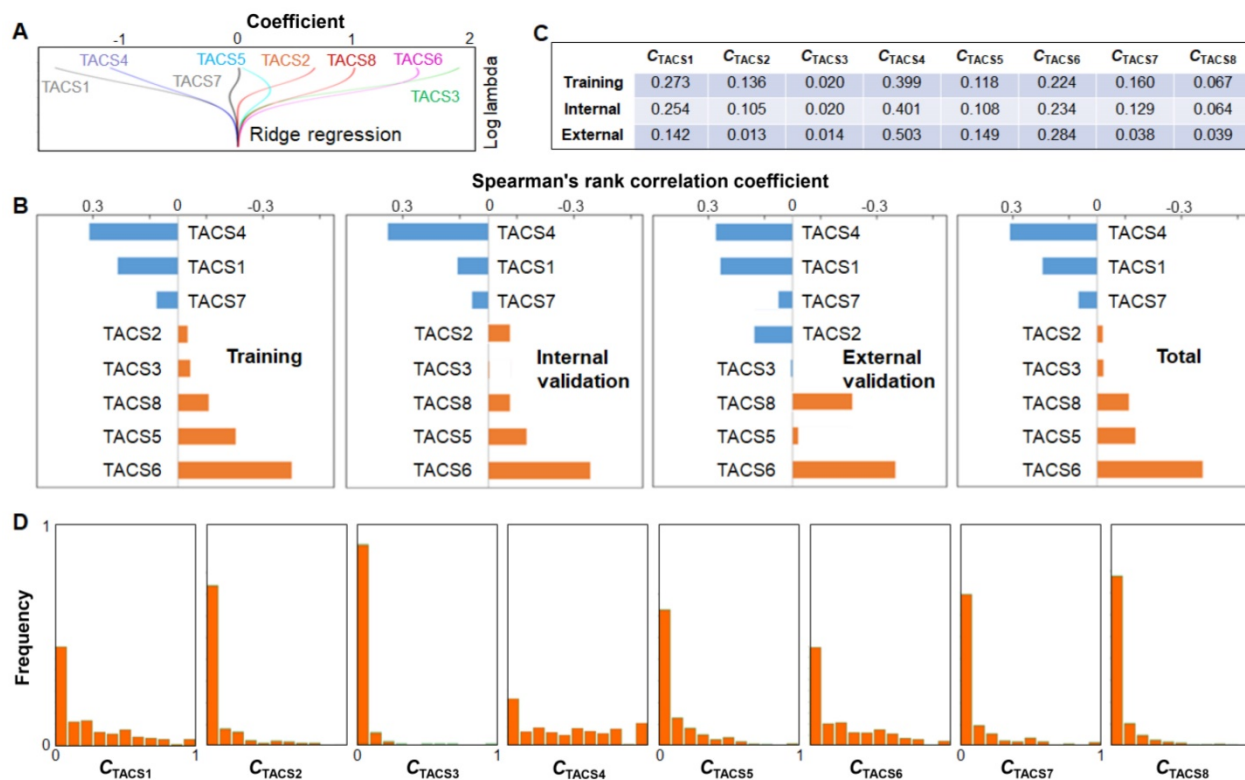 A
Coefficient
-1 0 1 2
TACS4 TACS5 TACS2 TACS8 TACS6
TACS1 TACS7 TACS3
Ridge regression
Log lambda
C
CTACS1 CTACS2 CTACS3 CTACS4 CTACS5 CTACS6 CTACS7 CTACS8
Training 0.273 0.136 0.020 0.399 0.118 0.224 0.160 0.067
Internal 0.254 0.105 0.020 0.401 0.108 0.234 0.129 0.064
External 0.142 0.013 0.014 0.503 0.149 0.284 0.038 0.039
Spearman's rank correlation coefficient
B
0.3 0 -0.3
TACS4
TACS1
TACS7
TACS2
TACS3
TACS8
TACS5
TACS6
Training
0.3 0 -0.3
TACS4
TACS1
TACS7
TACS2
TACS3
TACS8
TACS5
TACS6
Internal
validation
0.3 0 -0.3
TACS4
TACS1
TACS7
TACS2
TACS3
TACS8
TACS5
TACS6
External
validation
0.3 0 -0.3
TACS4
TACS1
TACS7
TACS2
TACS3
TACS8
TACS5
TACS6
Total
D
1
Frequency
0
0 1 0 1 0 1 0 1
CTACS1 CTACS2 CTACS3 CTACS4 CTACS5 CTACS6 CTACS7 CTACS8